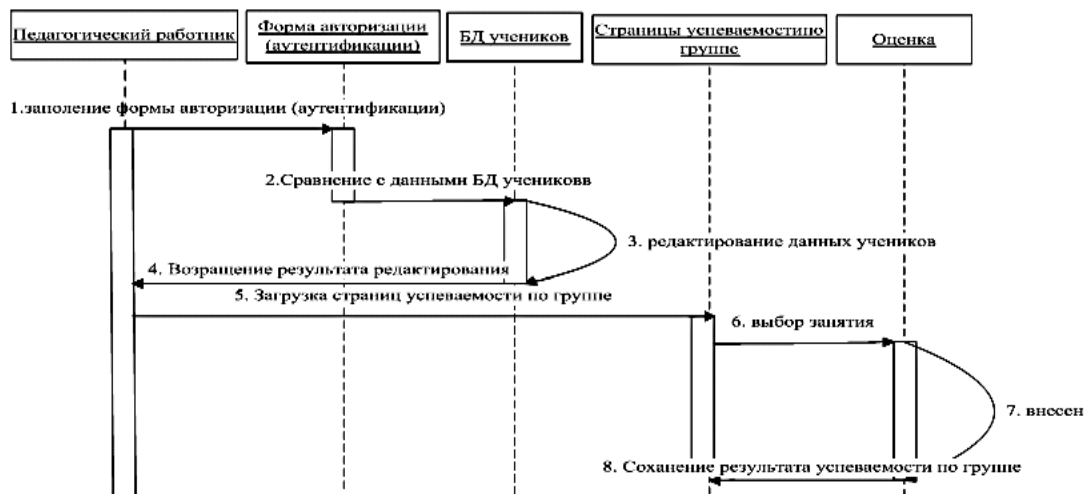 Педагогический работник
Форма авторизации
(аутентификации)
БД учеников
Страницы успеваемостипо
группе
Оценка
1.заполение формы авторизации (аутентификации)
2.Сравнение с данными БД учениковв
3. редактирование данных учеников
4. Возращение результата редактирования
5. Загрузка страниц успеваемости по группе
6. выбор занятия
7. внесен
8. Соханение результата успеваемости по группе